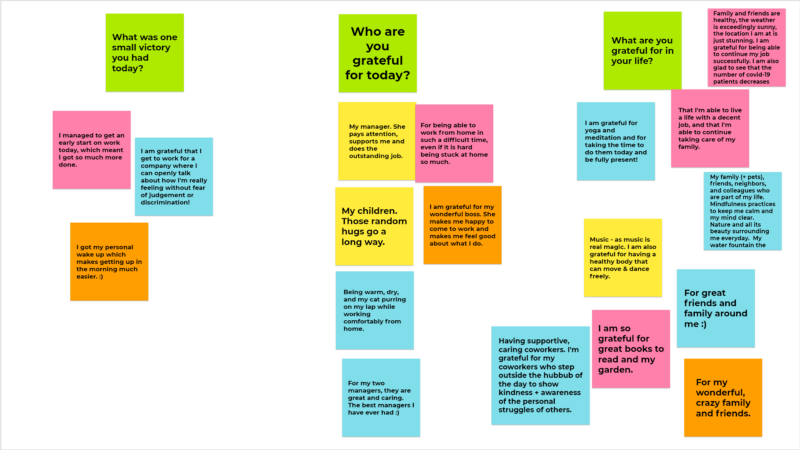 What was one
small victory
you had
today?
I managed to get an
early start on work
today, which meant
I got so much more
done.
I am grateful that I
get to work for a
company where I
can openly talk
about how I'm really
feeling without fear
of judgement or
discrimination!
I got my personal
wake up which
makes getting up in
the morning much
easier. :)
Who are
you
grateful
for today?
My manager. She
pays attention,
supports me and
does the
outstanding job.
For being able to
work from home in
such a difficult time,
even if it is hard
being stuck at home
so much.
My children.
Those random
hugs go a
long way.
I am grateful for my
wonderful boss. She
makes me happy to
come to work and
makes me feel good
about what I do.
Being warm, dry,
and my cat purring
on my lap while
working
comfortably from
home.
For my two
managers, they are
great and caring.
The best managers I
have ever had :)
What are you
grateful for in
your life?
Family and friends are
healthy, the weather
is exceedingly sunny,
the location I am at is
just stunning. I am
grateful for being able
to continue my job
successfully. I am also
glad to see that the
number of covid-19
patients decreases
I am grateful for
yoga and
meditation and for
taking the time to
do them today and
be fully present!
That I'm able to live
a life with a decent
job, and that I'm
able to continue
taking care of my
family.
My family (+ pets),
friends, neighbors,
and colleagues who
are part of my life.
Mindfulness practices
to keep me calm and
my mind clear.
Nature and all its
beauty surrounding
me everyday. My
water fountain the
Music - as music is
real magic. I am also
grateful for having a
healthy body that
can move & dance
freely.
For great
friends and
family around
me :)
Having supportive,
caring coworkers. I'm
grateful for my
coworkers who step
outside the hubbub of
the day to show
kindness + awareness
of the personal
struggles of others.
I am so
grateful for
great books to
read and my
garden.
For my
wonderful,
crazy family
and friends.